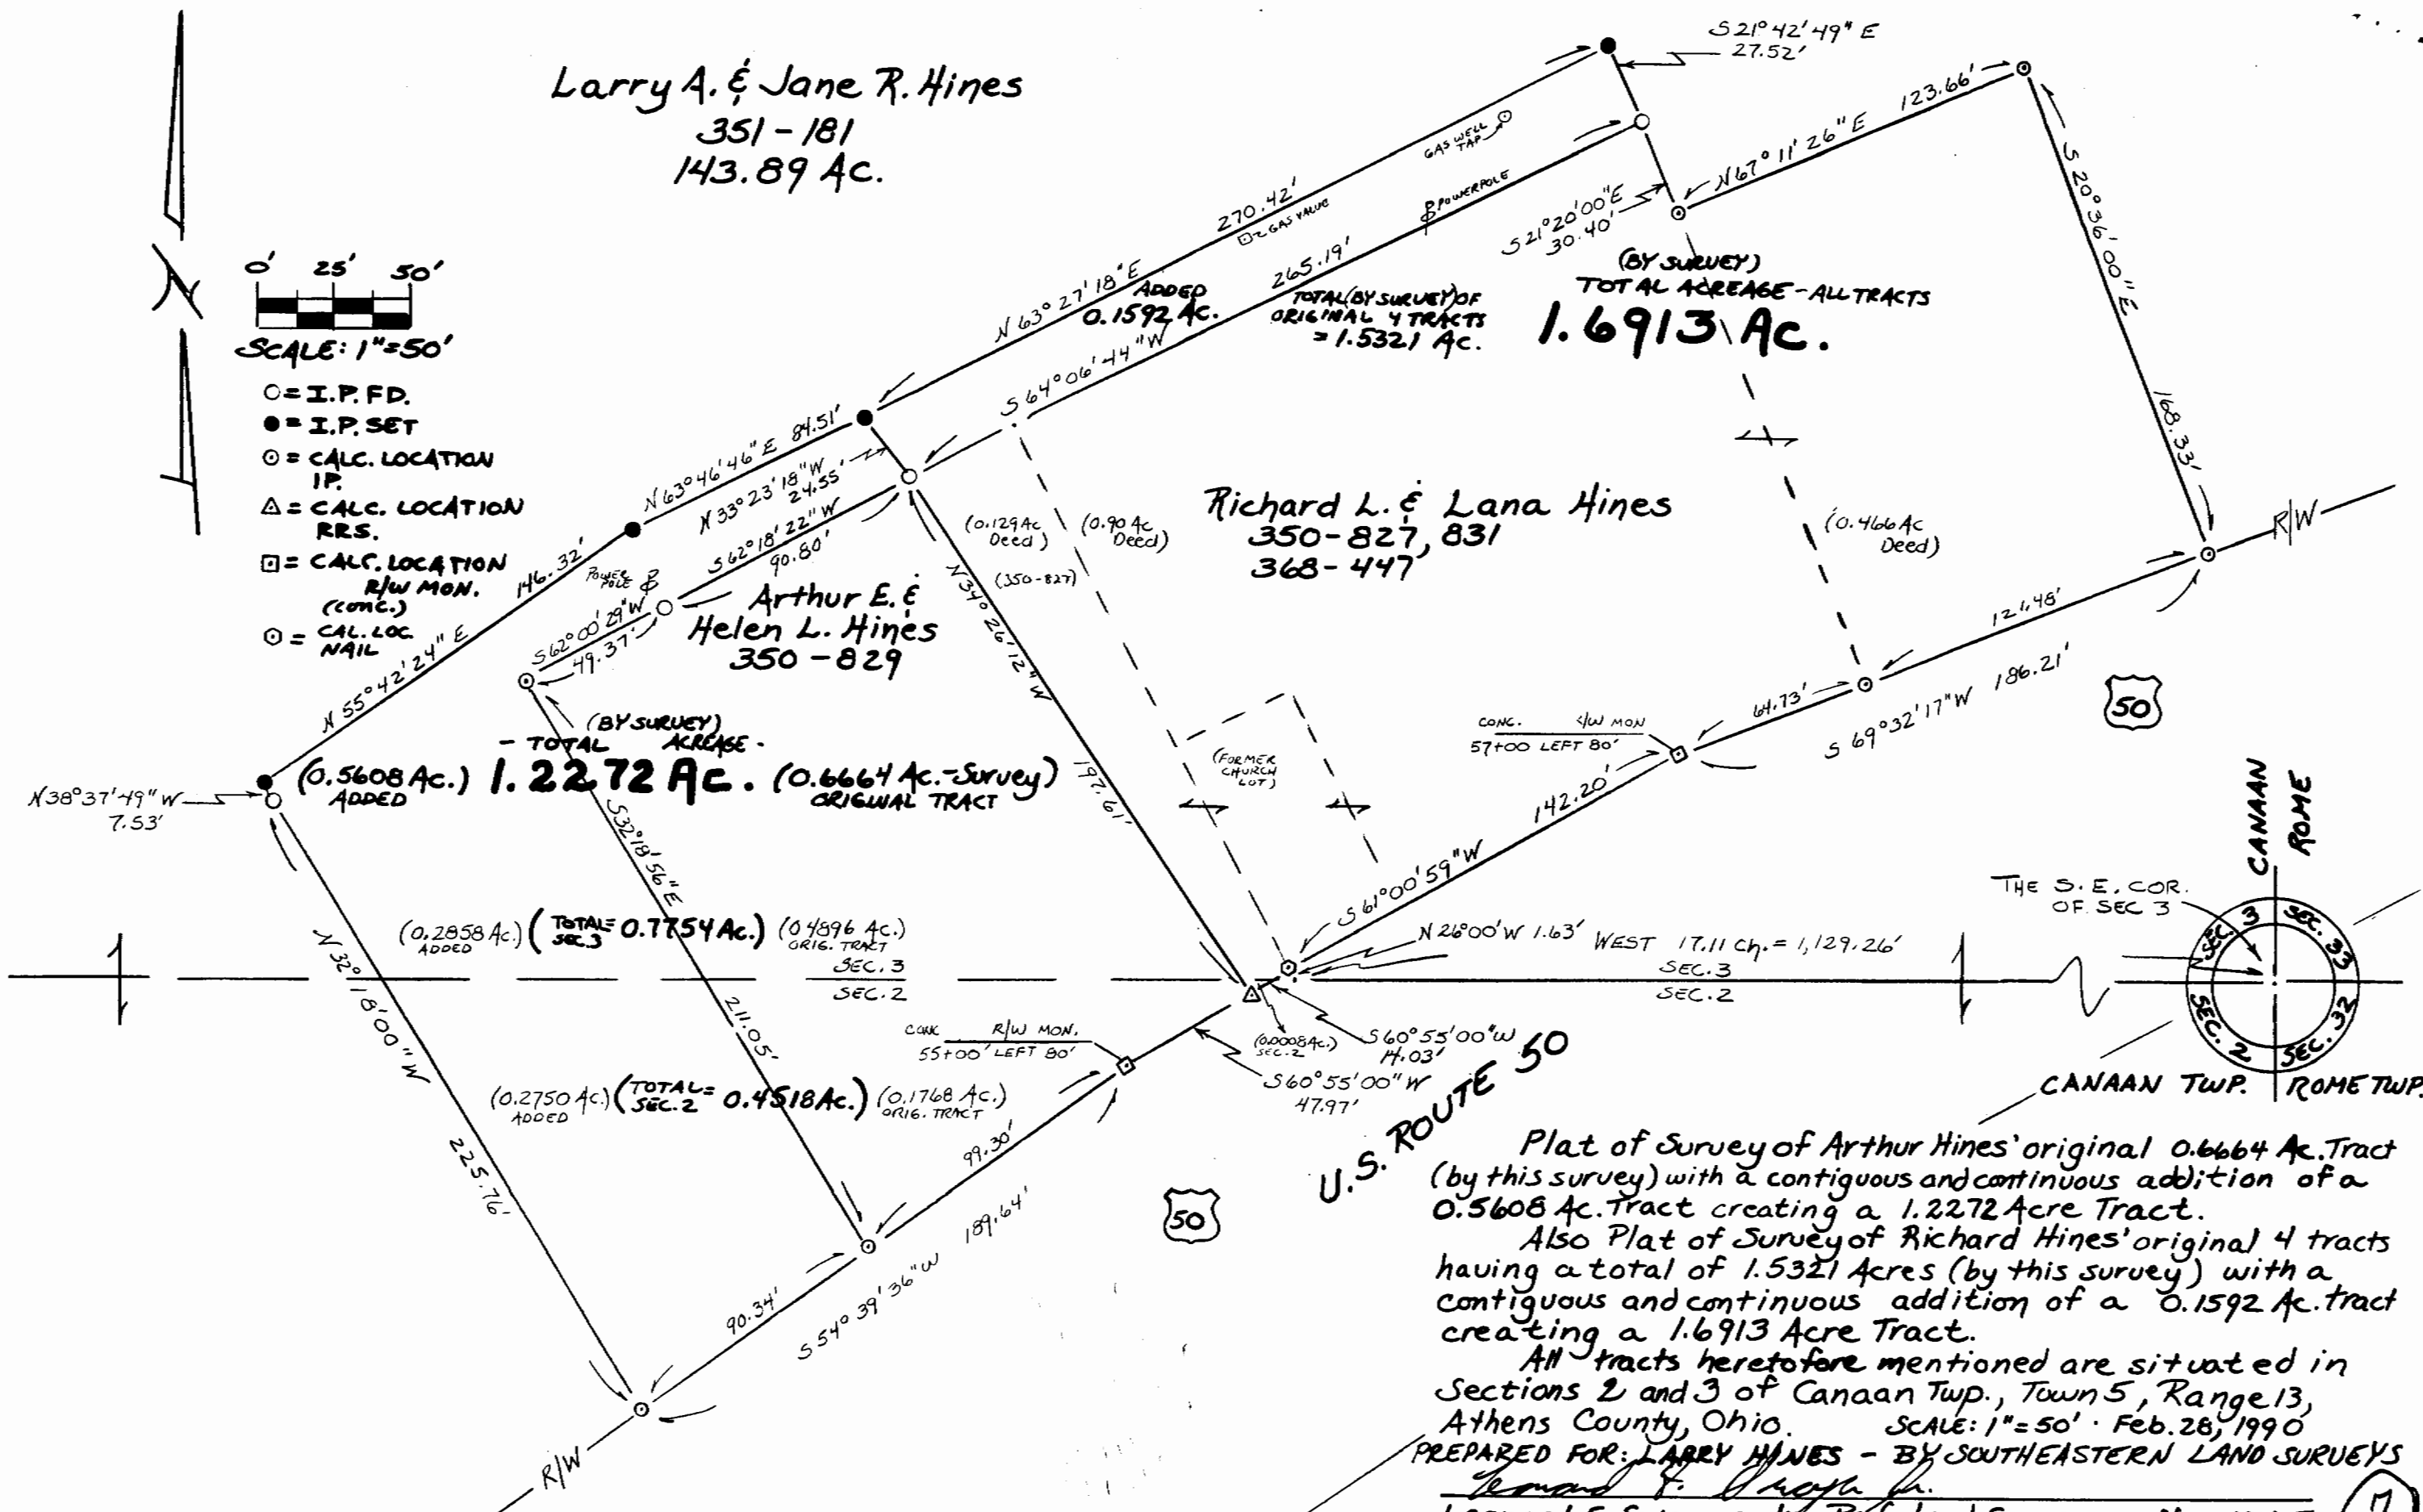 Larry A. & Jane R. Hines
351-181
143.89 Ac.
S 21° 42' 49" E
27.52'
N 67° 11' 26" E 123.66'
S 20° 36' 00" E
168.33'
S 21° 20' 00" E
30.40'
GAS WELL
TAP
270.42'
GAS VALUE
POWERPOLE
265.19'
N 63° 27' 18" E
ADDED
0.1592 AC.
S 64° 06' 44" W
TOTAL (BY SURVEY) OF
ORIGINAL 4 TRACTS
= 1.5321 AC.
(BY SURVEY)
TOTAL ACREAGE - ALL TRACTS
1.6913 Ac.
N
0' 25' 50'
SCALE: 1"=50'
○ = I.P. FD.
● = I.P. SET
⊙ = CALC. LOCATION
IP.
△ = CALC. LOCATION
RRS.
⊡ = CALC. LOCATION
R/W MON.
(CONC.)
= CAL. LOC.
NAIL
N 63° 46' 46" E 84.51'
N 33° 23' 18" W
24.55'
S 62° 18' 22" W
90.80'
146.32'
N 55° 42' 24" E
POWER
POLE
S 62° 00' 29" W
49.37'
Arthur E. &
Helen L. Hines
350-829
(0.129 Ac
Deed)
(0.90 Ac
Deed)
(350-827)
Richard L. & Lana Hines
350-827, 831
368-447
(0.466 Ac
Deed)
N 34° 26' 12" W
197.61'
R/W
121.48'
64.73'
S 69° 32' 17" W 186.21'
50
CONC. R/W MON
57+00 LEFT 80'
(FORMER
CHURCH
LOT)
142.20'
S 61° 00' 59" W
(BY SURVEY)
- TOTAL ACREAGE -
(0.5608 Ac.) 1.2272 Ac. (0.6664 Ac.-Survey)
ADDED ORIGINAL TRACT
N 38° 37' 49" W
7.53'
S 32° 18' 56" E
211.05'
(0.2858 Ac.) (TOTAL = 0.7754 Ac.) (0.4896 Ac.)
ADDED SEC. 3 ORIG. TRACT
SEC. 3
SEC. 2
N 32° 18' 00" W
225.76'
N 26° 00' W 1.63' WEST 17.11 Ch. = 1,129.26'
SEC. 3
SEC. 2
THE S.E. COR.
OF SEC 3
CANAAN
ROME
SEC. 3
SEC. 33
SEC. 2
SEC. 32
CANAAN TWP. ROME TWP.
CONC R/W MON.
55+00' LEFT 80'
(0.0008 Ac.)
SEC. 2
S 60° 55' 00" W
14.03'
S 60° 55' 00" W
47.97'
(0.2750 Ac.) (TOTAL = 0.4518 Ac.) (0.1768 Ac.)
ADDED SEC. 2 ORIG. TRACT
99.30'
90.34'
S 54° 39' 36" W 189.64'
50
U.S. ROUTE 50
R/W
Plat of Survey of Arthur Hines' original 0.6664 Ac. Tract
(by this survey) with a contiguous and continuous addition of a
0.5608 Ac. Tract creating a 1.2272 Acre Tract.
Also Plat of Survey of Richard Hines' original 4 tracts
having a total of 1.5321 Acres (by this survey) with a
contiguous and continuous addition of a 0.1592 Ac. tract
creating a 1.6913 Acre Tract.
All tracts heretofore mentioned are situated in
Sections 2 and 3 of Canaan Twp., Town 5, Range 13,
Athens County, Ohio. SCALE: 1"=50' · Feb. 28, 1990
PREPARED FOR: LARRY HINES - BY SOUTHEASTERN LAND SURVEYS